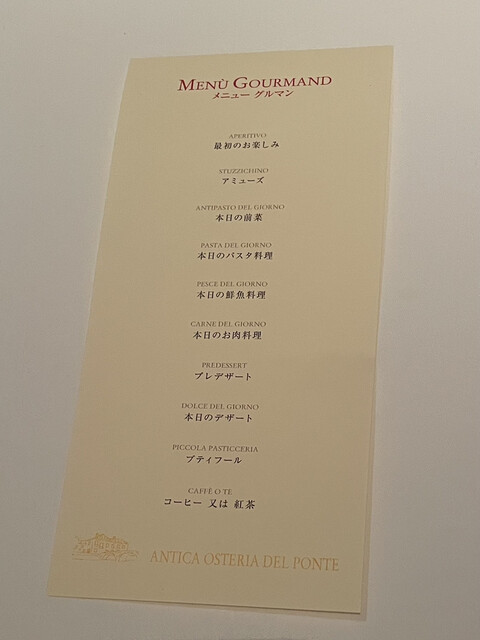 MENÙ GOURMAND
メニュー グルマン
APERITIVO
最初のお楽しみ
STUZZICHINO
アミューズ
ANTIPASTO DEL GIORNO
本日の前菜
PASTA DEL GIORNO
本日のパスタ料理
PESCE DEL GIORNO
本日の鮮魚料理
CARNE DEL GIORNO
本日のお肉料理
PREDESSERT
プレデザート
DOLCE DEL GIORNO
本日のデザート
PICCOLA PASTICCERIA
プティフール
CAFFÈ O TE
コーヒー 又は 紅茶
ANTICA OSTERIA DEL PONTE